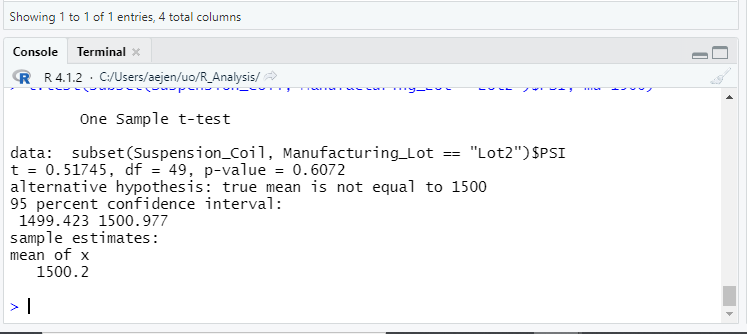 Showing 1 to 1 of 1 entries, 4 total columns
Console Terminal ×
R R 4.1.2 · C:/Users/aejen/uo/R_Analysis/
One Sample t-test
data: subset(Suspension_Coil, Manufacturing_Lot == "Lot2")$PSI
t = 0.51745, df = 49, p-value = 0.6072
alternative hypothesis: true mean is not equal to 1500
95 percent confidence interval:
1499.423 1500.977
sample estimates:
mean of x
1500.2
>